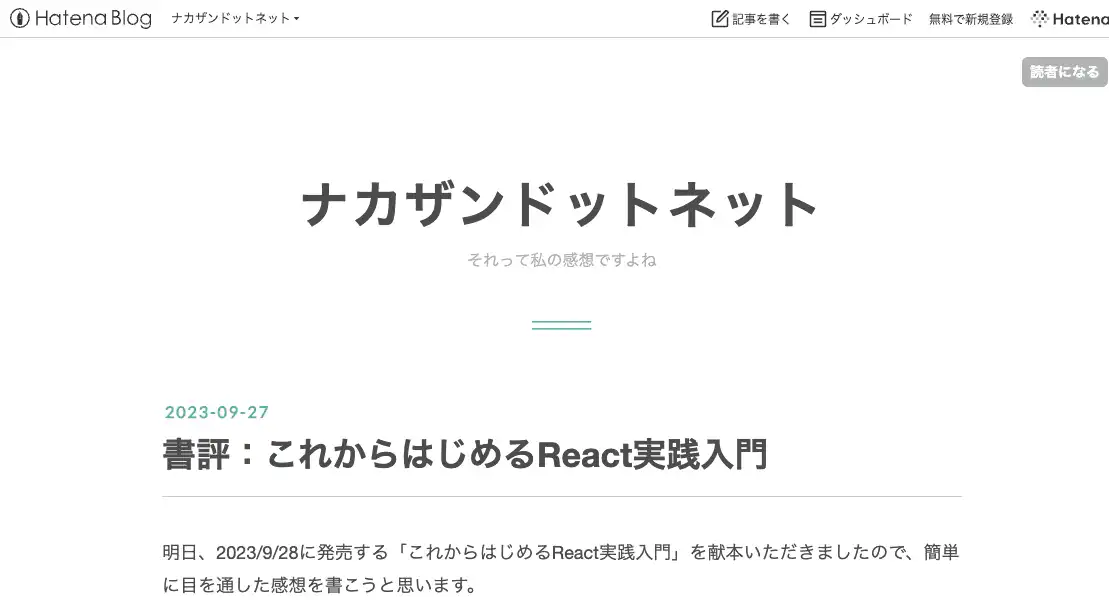 Hatena Blog ナカザンドットネット 記事を書く ダッシュボード 無料で新規登録 Hatena
読者になる
ナカザンドットネット
それって私の感想ですよね
2023-09-27
書評：これからはじめるReact実践入門
明日、2023/9/28に発売する「これからはじめるReact実践入門」を献本いただきましたので、簡単
に目を通した感想を書こうと思います。